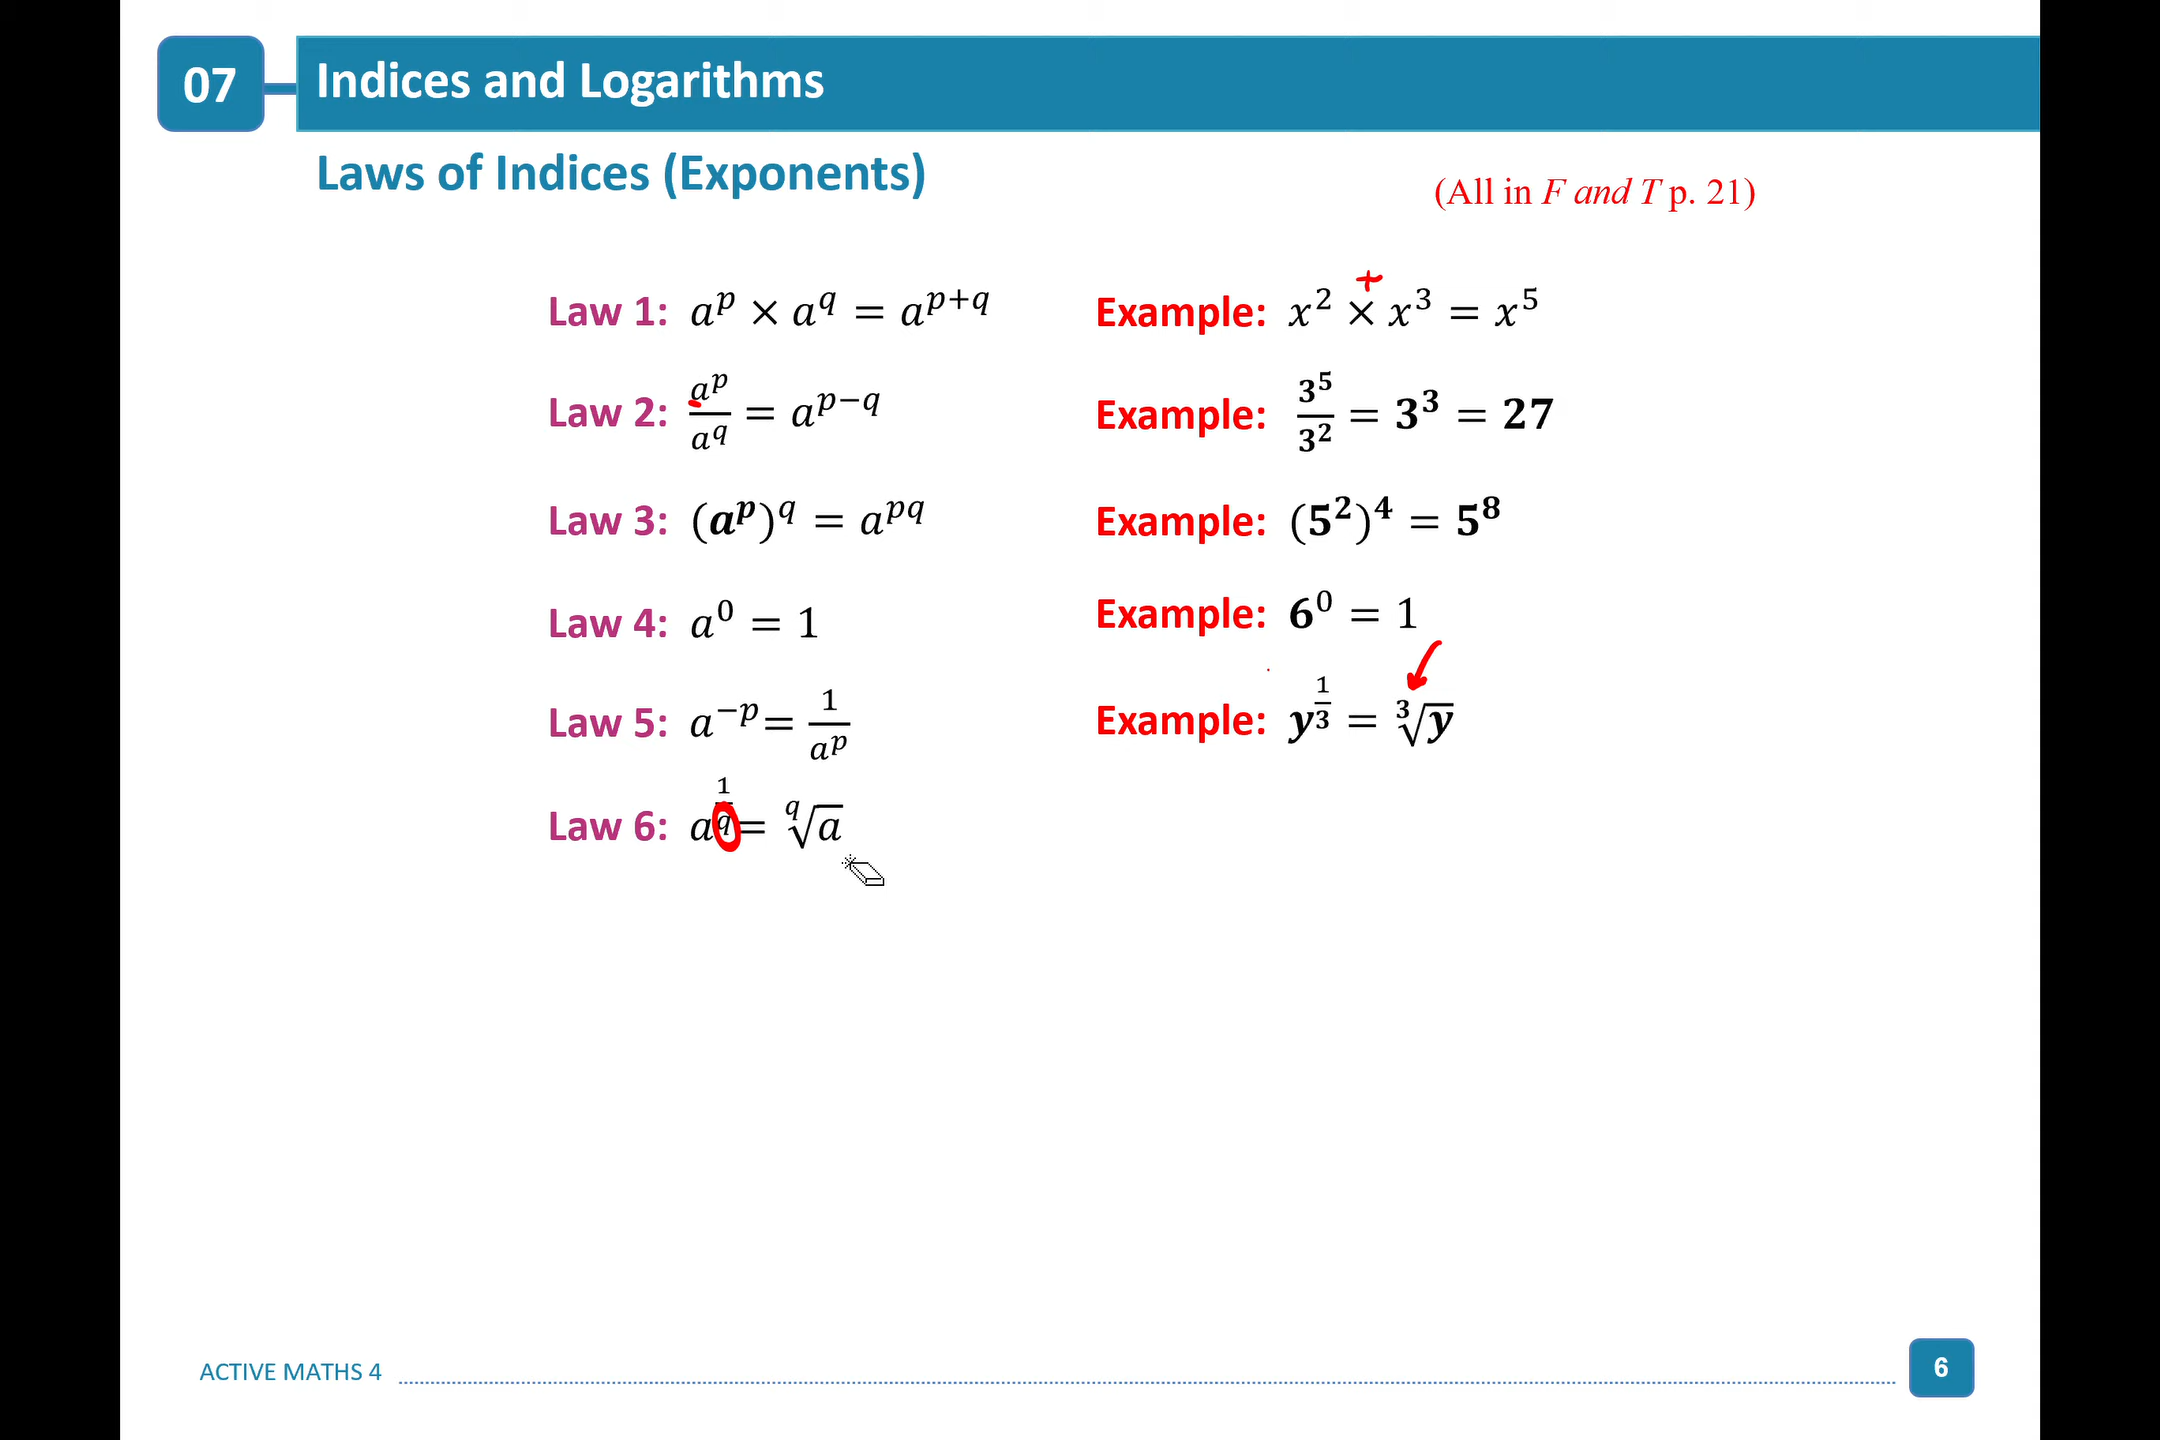 07 Indices and Logarithms
Laws of Indices (Exponents)
(All in F and T p. 21)
+
Law 1: a^p × a^q = a^{p+q} Example: x^2 × x^3 = x^5
Law 2: a^p/a^q = a^{p−q} Example: 3^5/3^2 = 3^3 = 27
Law 3: (a^p)^q = a^{pq} Example: (5^2)^4 = 5^8
Law 4: a^0 = 1 Example: 6^0 = 1
Law 5: a^{−p} = 1/a^p Example: y^{1/3} = ∛y
Law 6: a^{1/q} = ^q√a
ACTIVE MATHS 4 6